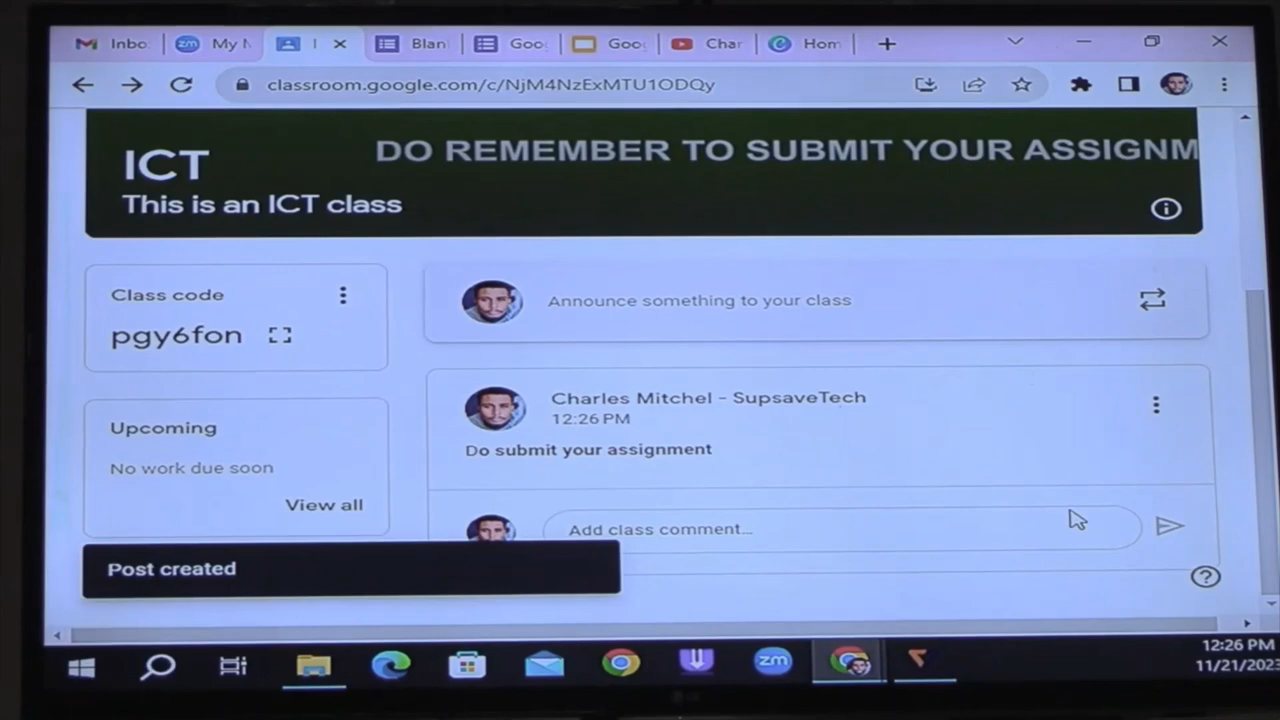 Inbo
zm
My M
I
Blan
Goo
Goo
Char
Hom
classroom.google.com/c/NjM4NzExMTU1ODQy
DO REMEMBER TO SUBMIT YOUR ASSIGNM
ICT
This is an ICT class
Class code
pgy6fon
Announce something to your class
Charles Mitchel - SupsaveTech
12:26 PM
Do submit your assignment
Upcoming
No work due soon
View all
Add class comment...
Post created
zm
12:26 PM
11/21/2023